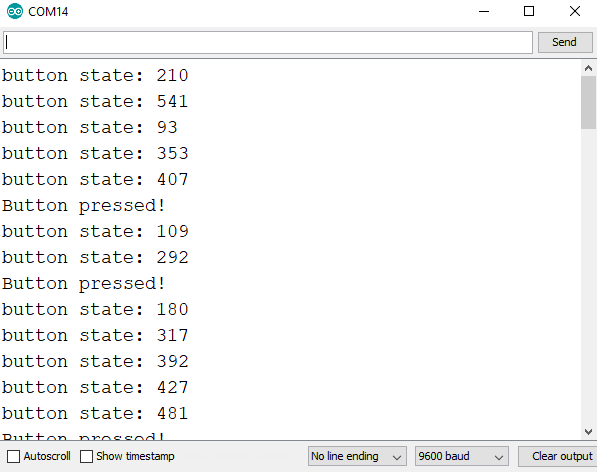 COM14
Send
button state: 210
button state: 541
button state: 93
button state: 353
button state: 407
Button pressed!
button state: 109
button state: 292
Button pressed!
button state: 180
button state: 317
button state: 392
button state: 427
button state: 481
Button pressed!
Autoscroll Show timestamp No line ending 9600 baud Clear output